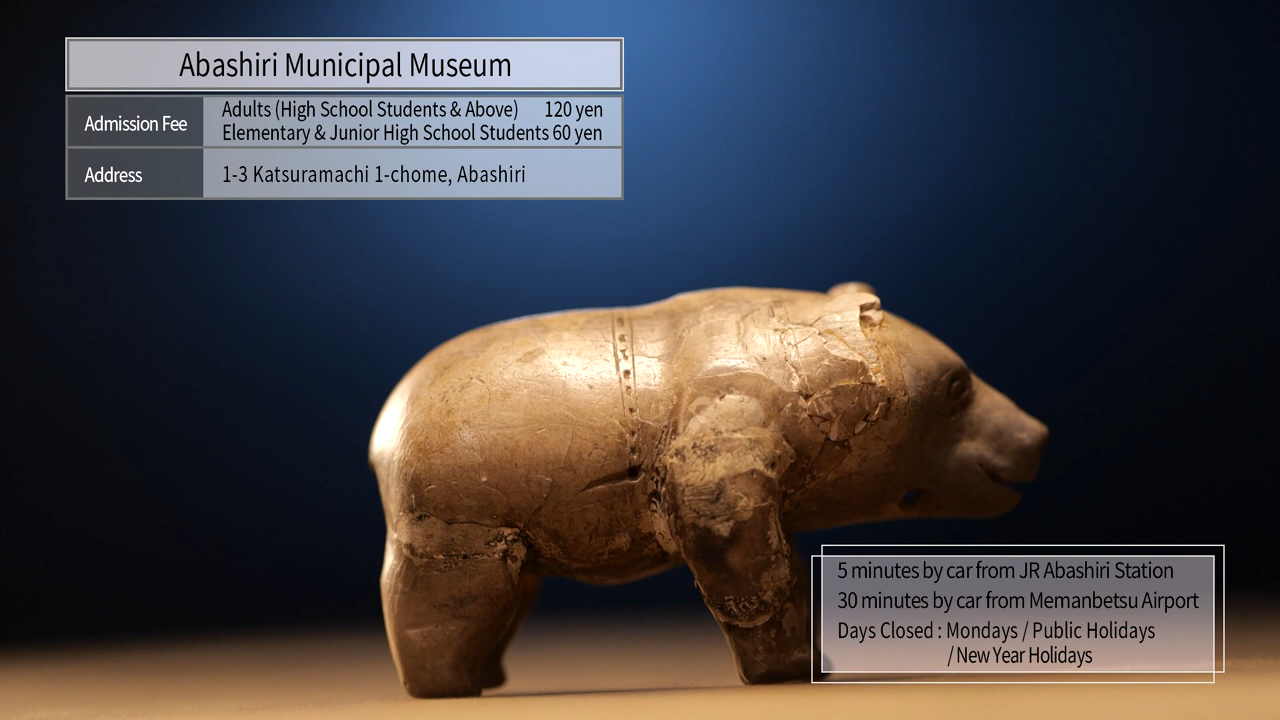 Abashiri Municipal Museum
Admission Fee
Adults (High School Students & Above) 120 yen
Elementary & Junior High School Students 60 yen
Address
1-3 Katsuramachi 1-chome, Abashiri
5 minutes by car from JR Abashiri Station
30 minutes by car from Memanbetsu Airport
Days Closed : Mondays / Public Holidays
/ New Year Holidays